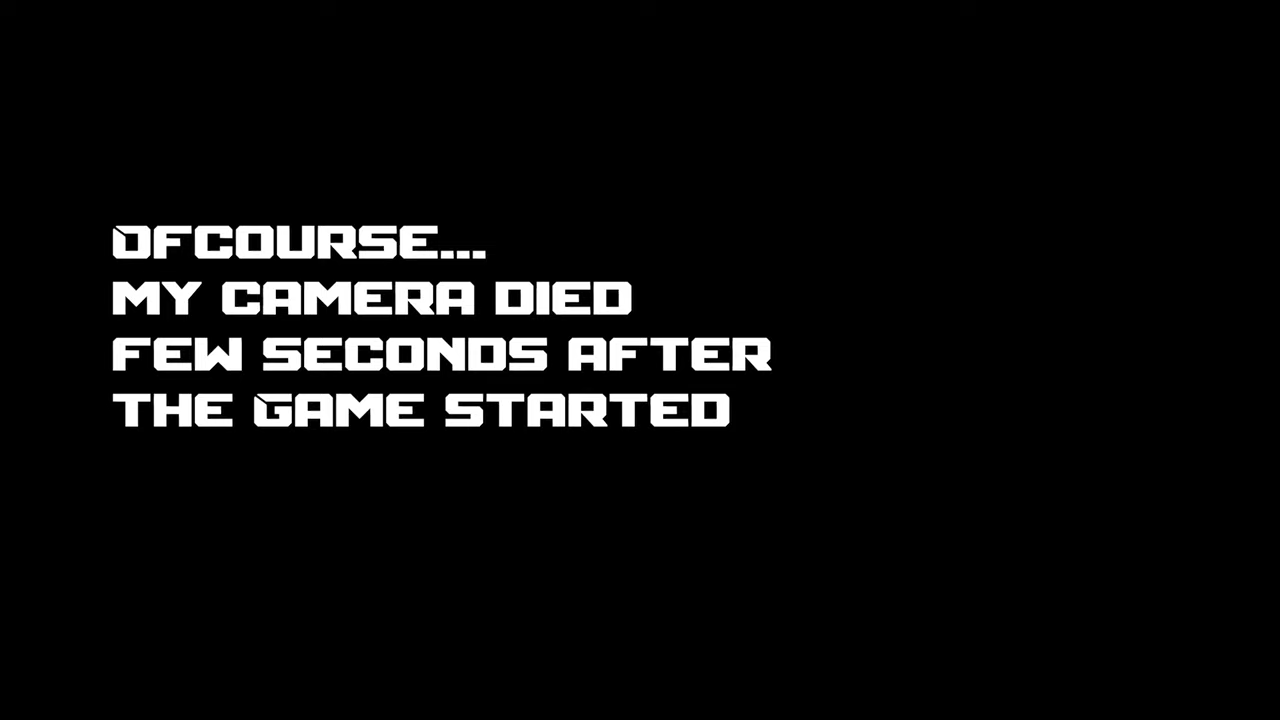 OFCOURSE...
MY CAMERA DIED
FEW SECONDS AFTER
THE GAME STARTED